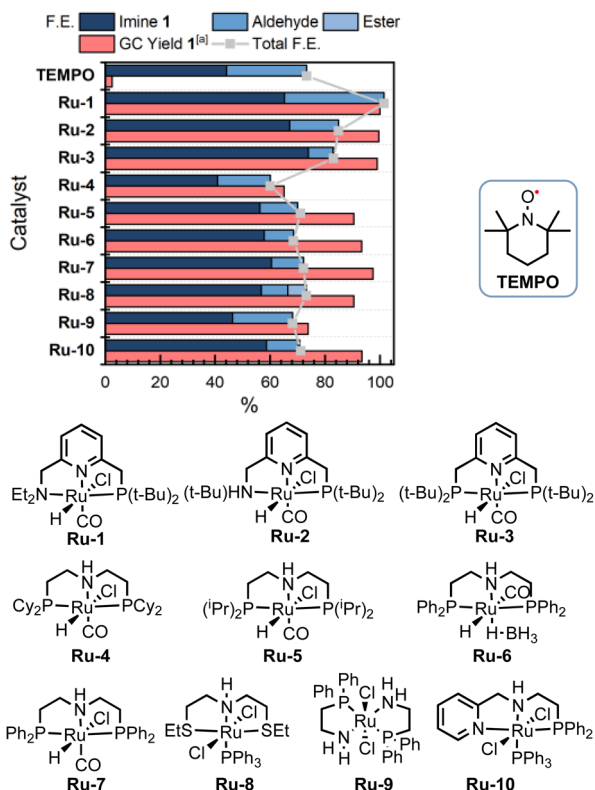 F.E. Imine 1 Aldehyde Ester
GC Yield 1[a] Total F.E.
Catalyst
TEMPO
Ru-1
Ru-2
Ru-3
Ru-4
Ru-5
Ru-6
Ru-7
Ru-8
Ru-9
Ru-10
0 20 40 60 80 100
%
O•
N
TEMPO
N Cl N Cl N Cl
Et2N Ru P(t-Bu)2 (t-Bu)HN Ru P(t-Bu)2 (t-Bu)2P Ru P(t-Bu)2
H CO H CO H CO
Ru-1 Ru-2 Ru-3
H H H
N Cl N Cl N CO
Cy2P Ru PCy2 (iPr)2P Ru P(iPr)2 Ph2P Ru PPh2
H CO H CO H H-BH3
Ru-4 Ru-5 Ru-6
H H Ph Cl H H
N Cl N Cl Ph P N H N
Ph2P Ru PPh2 EtS Ru SEt Ru N Ru PPh2
H CO Cl PPh3 N H Cl P Ph Ph Cl PPh3
Ru-7 Ru-8 Ru-9 Ru-10